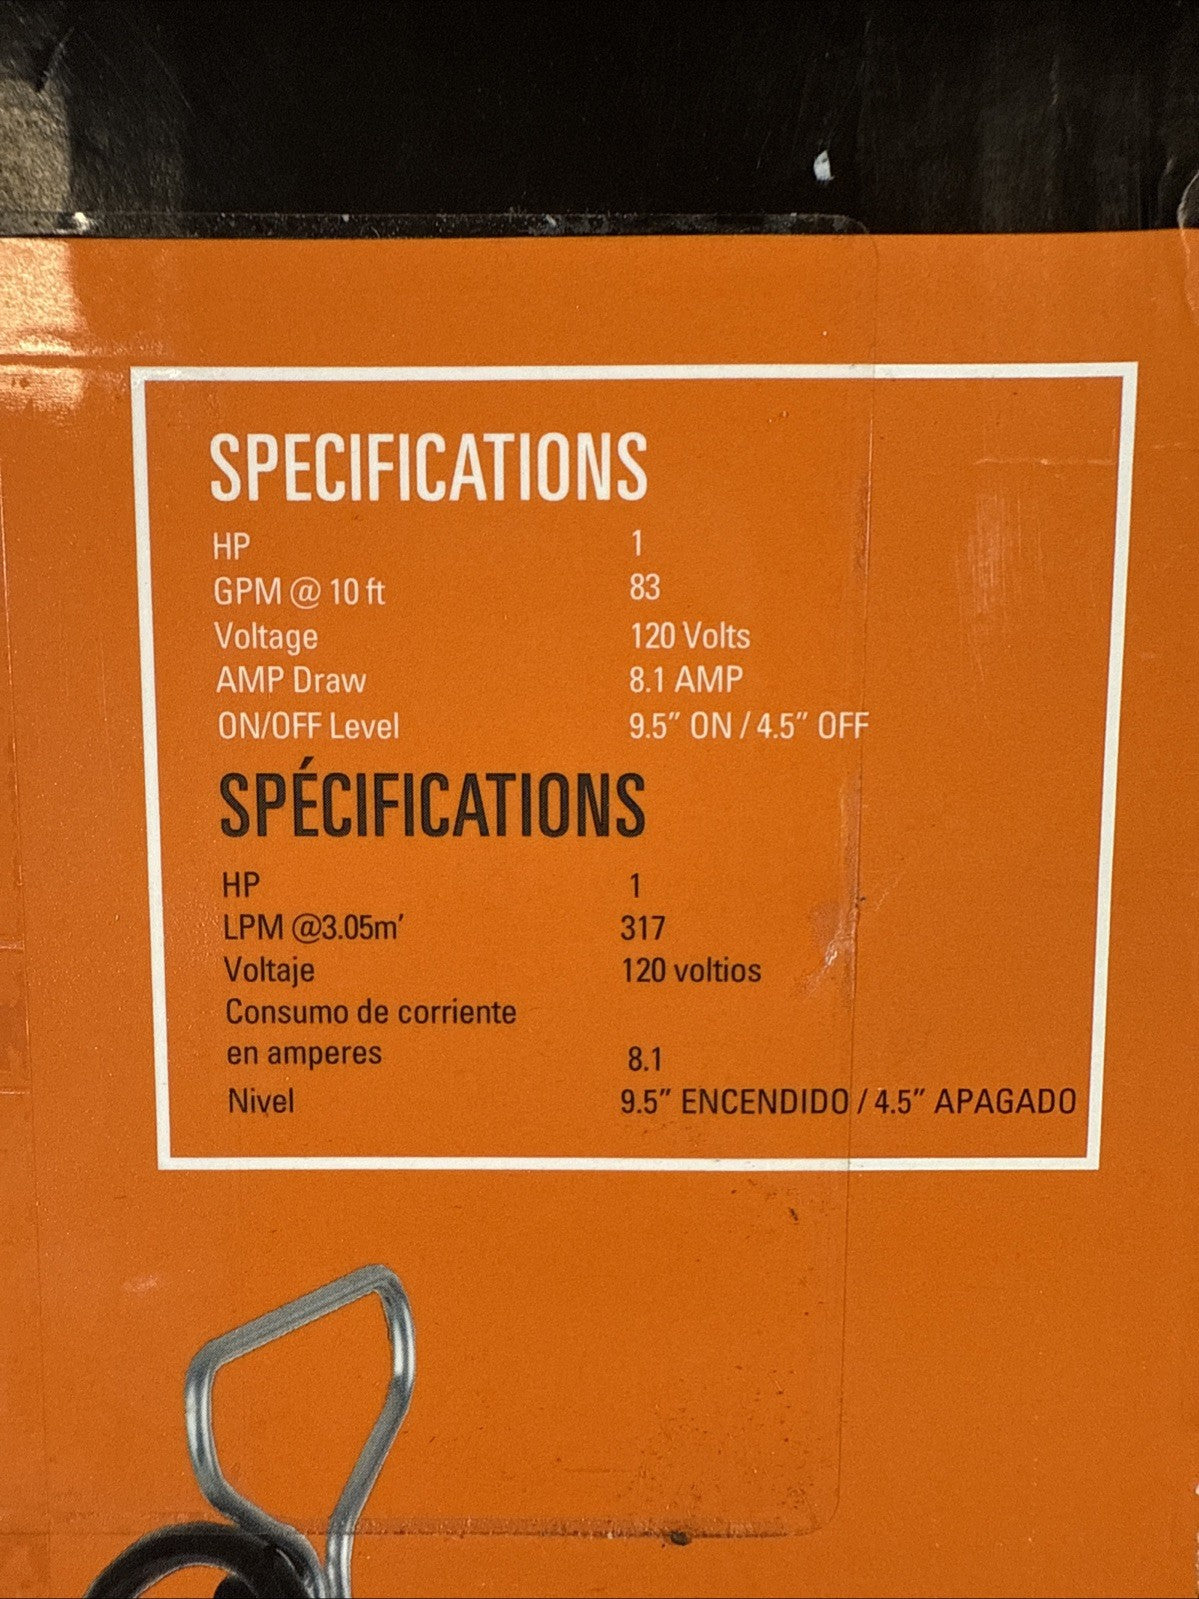 SPECIFICATIONS
HP 1
GPM @ 10 ft 83
Voltage 120 Volts
AMP Draw 8.1 AMP
ON/OFF Level 9.5” ON / 4.5” OFF
SPÉCIFICATIONS
HP 1
LPM @3.05m’ 317
Voltaje 120 voltios
Consumo de corriente
en amperes 8.1
Nivel 9.5” ENCENDIDO / 4.5” APAGADO